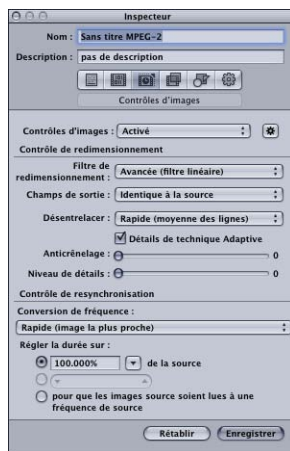 Inspecteur
Nom : Sans titre MPEG-2
Description : pas de description
Contrôles d'images
Contrôles d'images : Activé
Contrôle de redimensionnement
Filtre de redimensionnement : Avancée (filtre linéaire)
Champs de sortie : Identique à la source
Désentrelacer : Rapide (moyenne des lignes)
Détails de technique Adaptive
Anticrênelage : 0
Niveau de détails : 0
Contrôle de resynchronisation
Conversion de fréquence :
Rapide (image la plus proche)
Régler la durée sur :
100.000% de la source
pour que les images source soient lues à une
fréquence de source
Rétablir Enregistrer